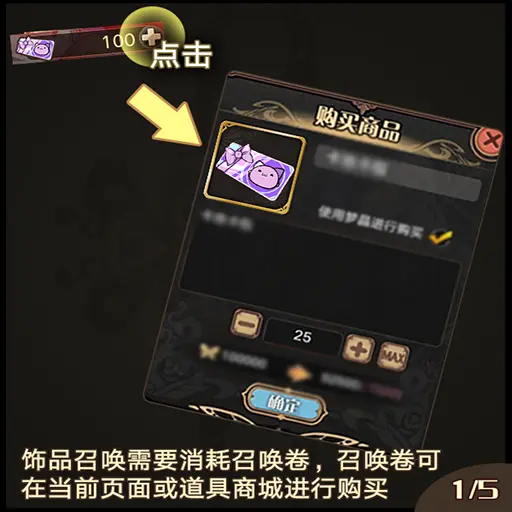 100
点击
购买商品
使用梦晶进行购买
25
MAX
确定
饰品召唤需要消耗召唤卷，召唤卷可
在当前页面或道具商城进行购买
1/5